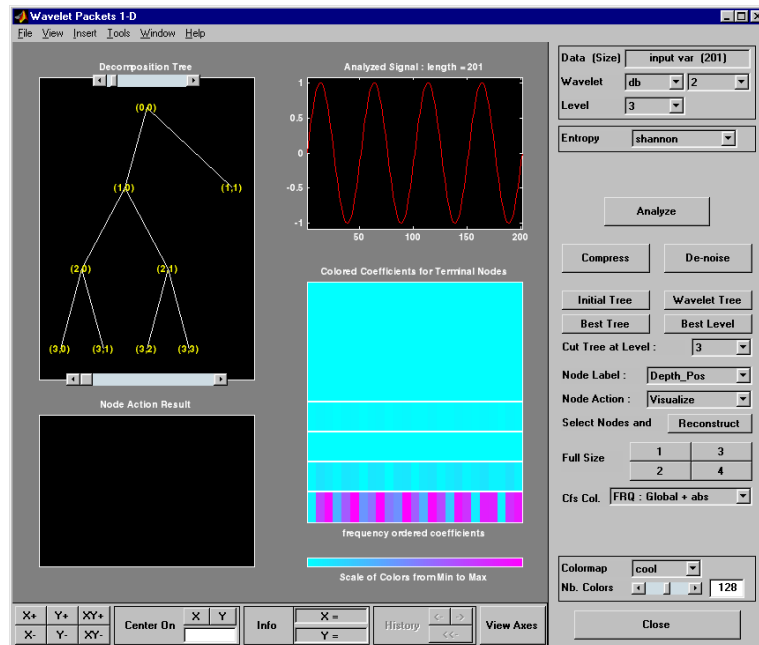 Wavelet Packets 1-D
File View Insert Tools Window Help
Decomposition Tree
(0,0)
(1,0) (1,1)
(2,0) (2,1)
(3,0) (3,1) (3,2) (3,3)
Node Action Result
Analyzed Signal : length = 201
1
0.5
0
-0.5
-1
50 100 150 200
Colored Coefficients for Terminal Nodes
frequency ordered coefficients
Scale of Colors from Min to Max
Data (Size) input var (201)
Wavelet db 2
Level 3
Entropy shannon
Analyze
Compress De-noise
Initial Tree Wavelet Tree
Best Tree Best Level
Cut Tree at Level : 3
Node Label : Depth_Pos
Node Action : Visualize
Select Nodes and Reconstruct
Full Size 1 3
2 4
Cfs Col. FRQ : Global + abs
Colormap cool
Nb. Colors 128
Close
X+ Y+ XY+
X- Y- XY-
Center On X Y
Info X =
Y =
History <- ->
<<-
View Axes